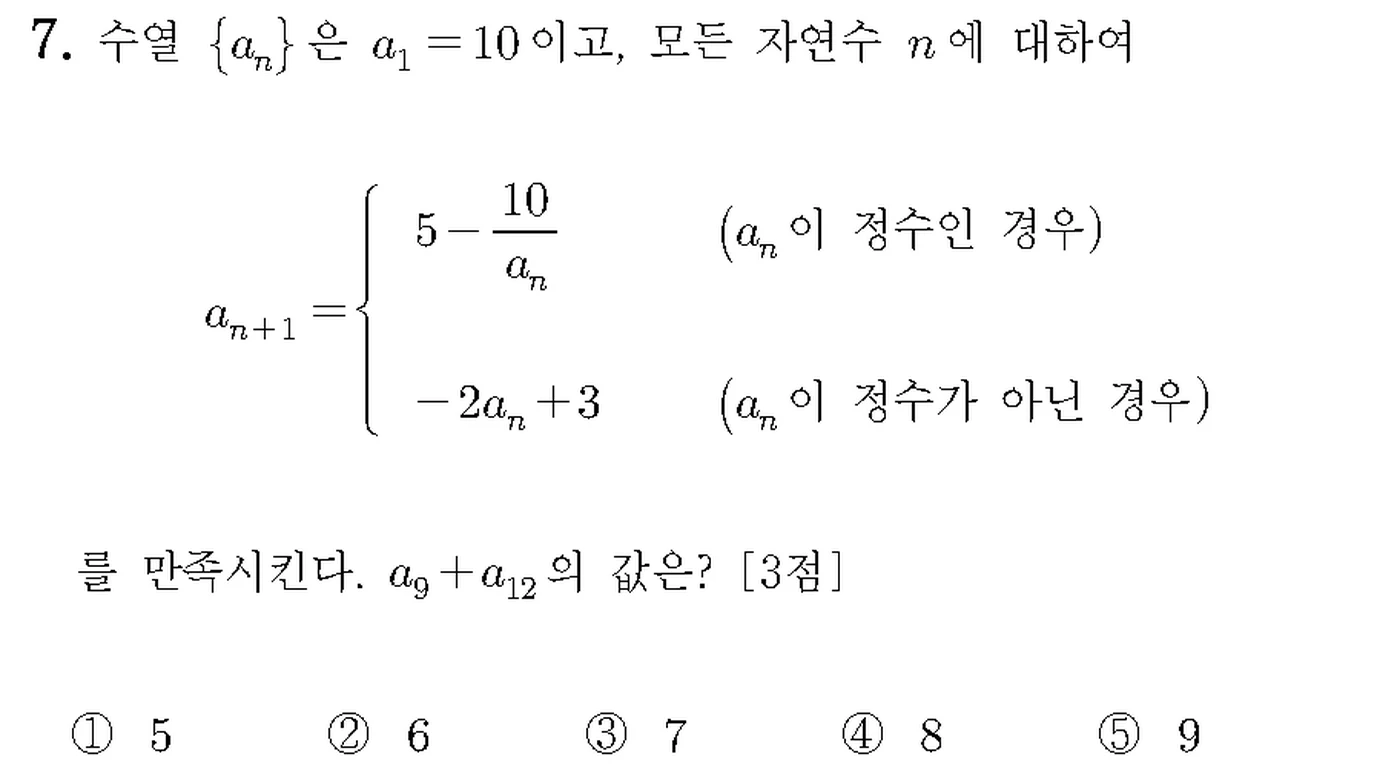 7. 수열 {aₙ}은 a₁ = 10이고, 모든 자연수 n에 대하여
5 − 10/aₙ (aₙ이 정수인 경우)
aₙ₊₁ = {
−2aₙ + 3 (aₙ이 정수가 아닌 경우)
를 만족시킨다. a₉ + a₁₂의 값은? [3점]
① 5 ② 6 ③ 7 ④ 8 ⑤ 9